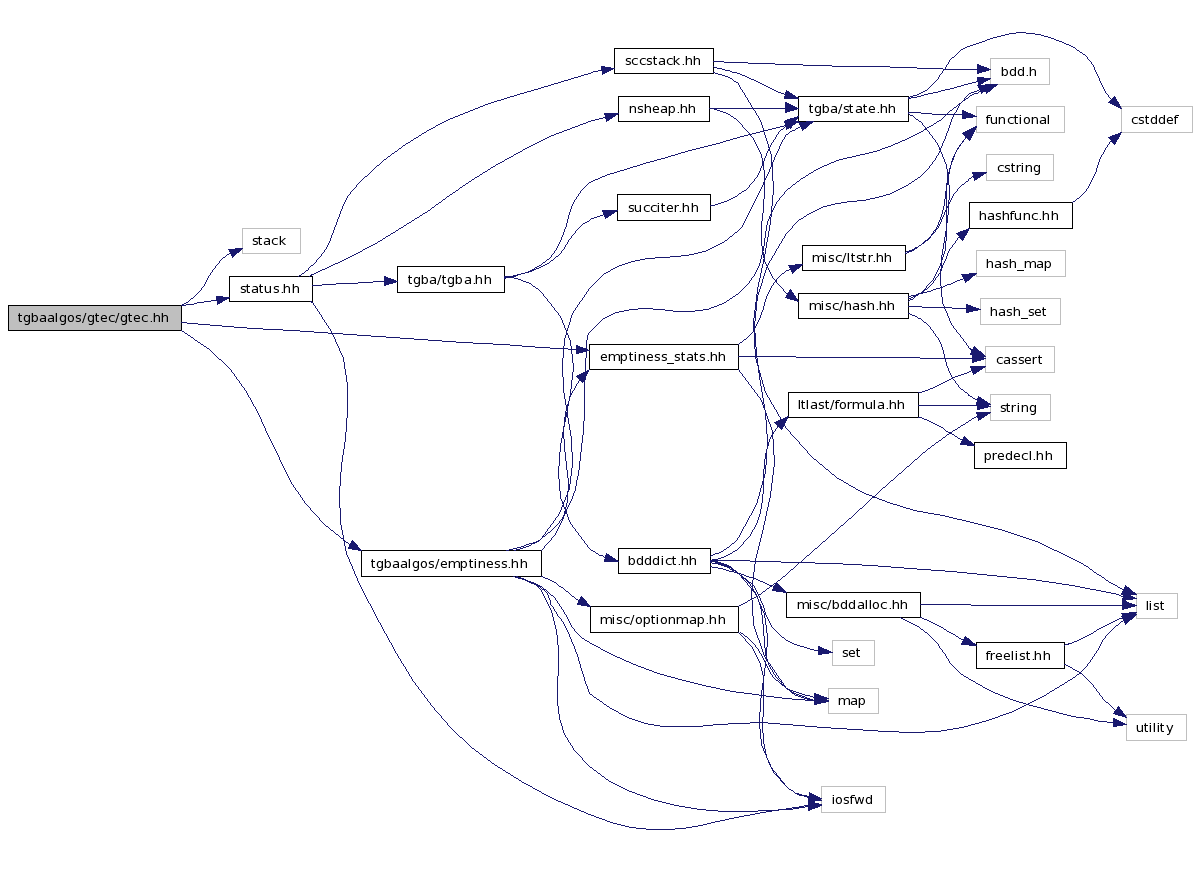 tgbaalgos/gtec/gtec.hh
stack
status.hh
tgba/tgba.hh
tgbaalgos/emptiness.hh
sccstack.hh
nsheap.hh
succiter.hh
emptiness_stats.hh
bdddict.hh
misc/optionmap.hh
tgba/state.hh
misc/ltstr.hh
misc/hash.hh
ltlast/formula.hh
misc/bddalloc.hh
set
map
iosfwd
bdd.h
functional
cstring
hashfunc.hh
hash_map
hash_set
cassert
string
predecl.hh
freelist.hh
cstddef
list
utility